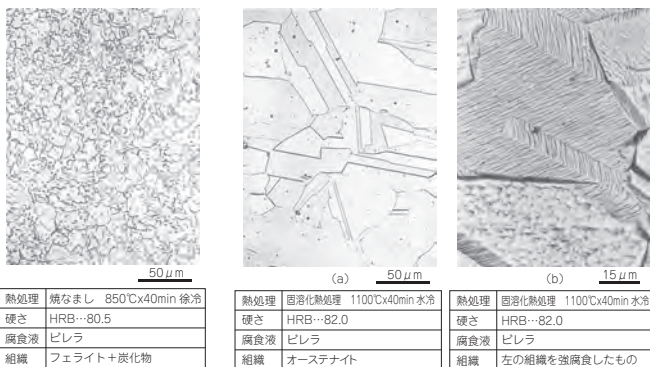 50μm
熱処理 焼なまし 850℃x40min 徐冷
硬さ HRB…80.5
腐食液 ピレラ
組織 フェライト＋炭化物
(a) 50μm
熱処理 固溶化熱処理 1100℃x40min 水冷
硬さ HRB…82.0
腐食液 ピレラ
組織 オーステナイト
(b) 15μm
熱処理 固溶化熱処理 1100℃x40min 水冷
硬さ HRB…82.0
腐食液 ピレラ
組織 左の組織を強腐食したもの